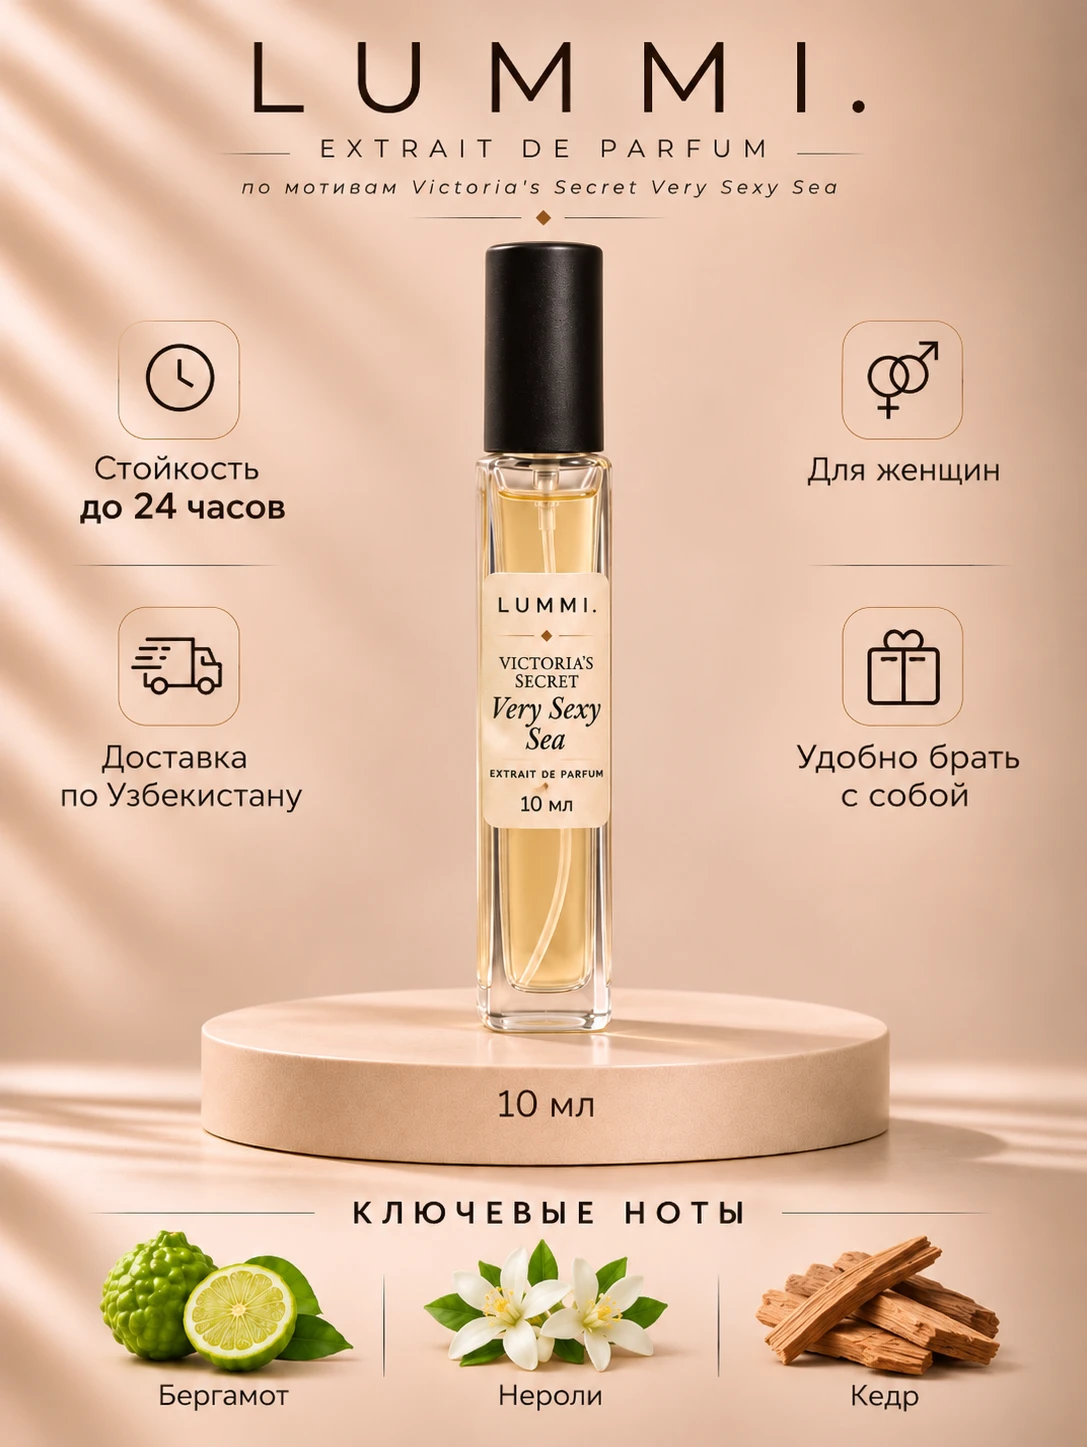 LUMMI.
EXTRAIT DE PARFUM
по мотивам Victoria's Secret Very Sexy Sea
Стойкость
до 24 часов
Для женщин
Доставка
по Узбекистану
Удобно брать
с собой
LUMMI.
VICTORIA'S
SECRET
Very Sexy
Sea
EXTRAIT DE PARFUM
10 мл
10 мл
КЛЮЧЕВЫЕ НОТЫ
Бергамот
Нероли
Кедр